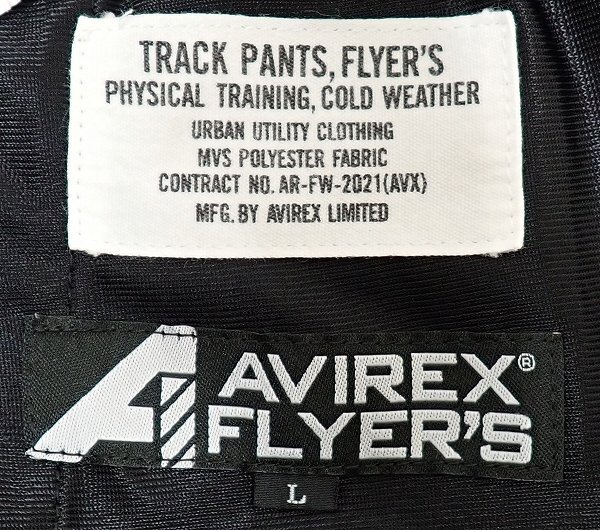 TRACK PANTS, FLYER'S
PHYSICAL TRAINING, COLD WEATHER
URBAN UTILITY CLOTHING
MVS POLYESTER FABRIC
CONTRACT NO. AR-FW-2021(AVX)
MFG. BY AVIREX LIMITED
AVIREX®
FLYER'S
L